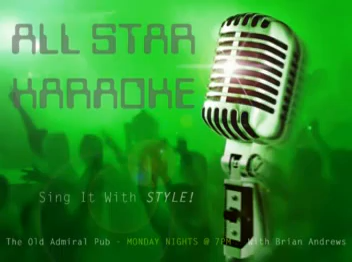 ALL STAR
KARAOKE
Sing It With STYLE!
The Old Admiral Pub - MONDAY NIGHTS @ 7PM - With Brian Andrews